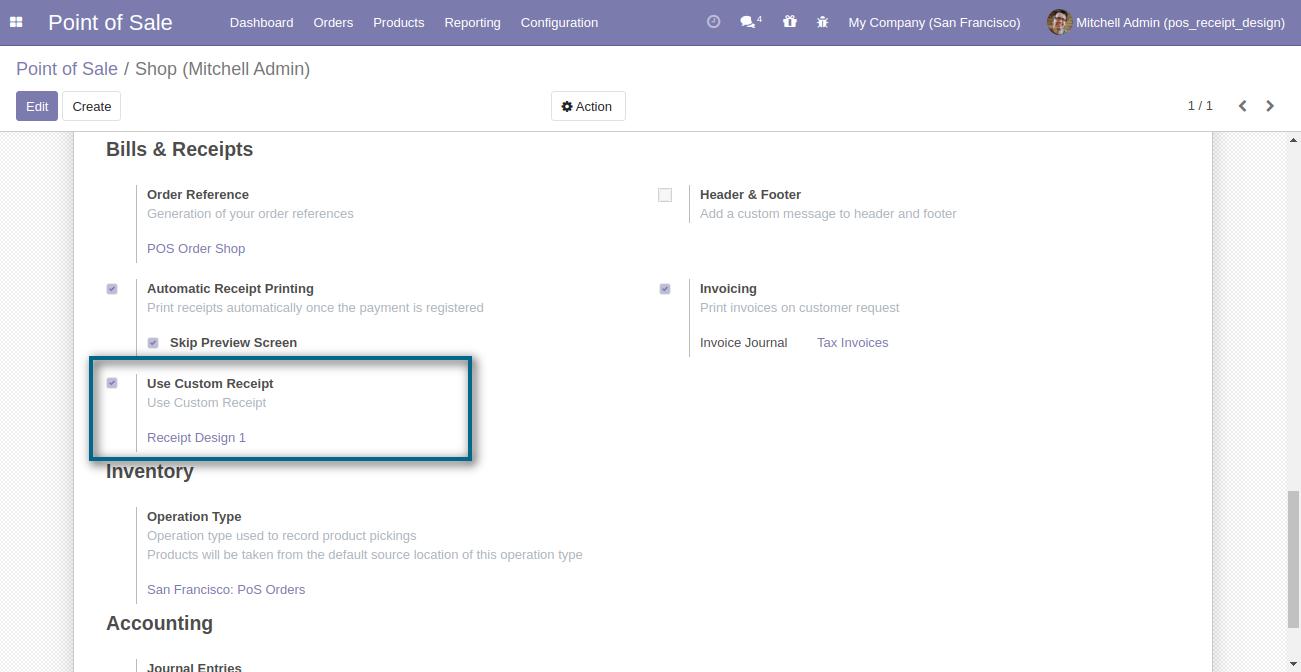 Point of Sale
Dashboard
Orders
Products
Reporting
Configuration
4
My Company (San Francisco)
Mitchell Admin (pos_receipt_design)
Point of Sale / Shop (Mitchell Admin)
Edit
Create
Action
1 / 1
Bills & Receipts
Order Reference
Generation of your order references
POS Order Shop
Header & Footer
Add a custom message to header and footer
Automatic Receipt Printing
Print receipts automatically once the payment is registered
Skip Preview Screen
Invoicing
Print invoices on customer request
Invoice Journal Tax Invoices
Use Custom Receipt
Use Custom Receipt
Receipt Design 1
Inventory
Operation Type
Operation type used to record product pickings
Products will be taken from the default source location of this operation type
San Francisco: PoS Orders
Accounting
Journal Entries